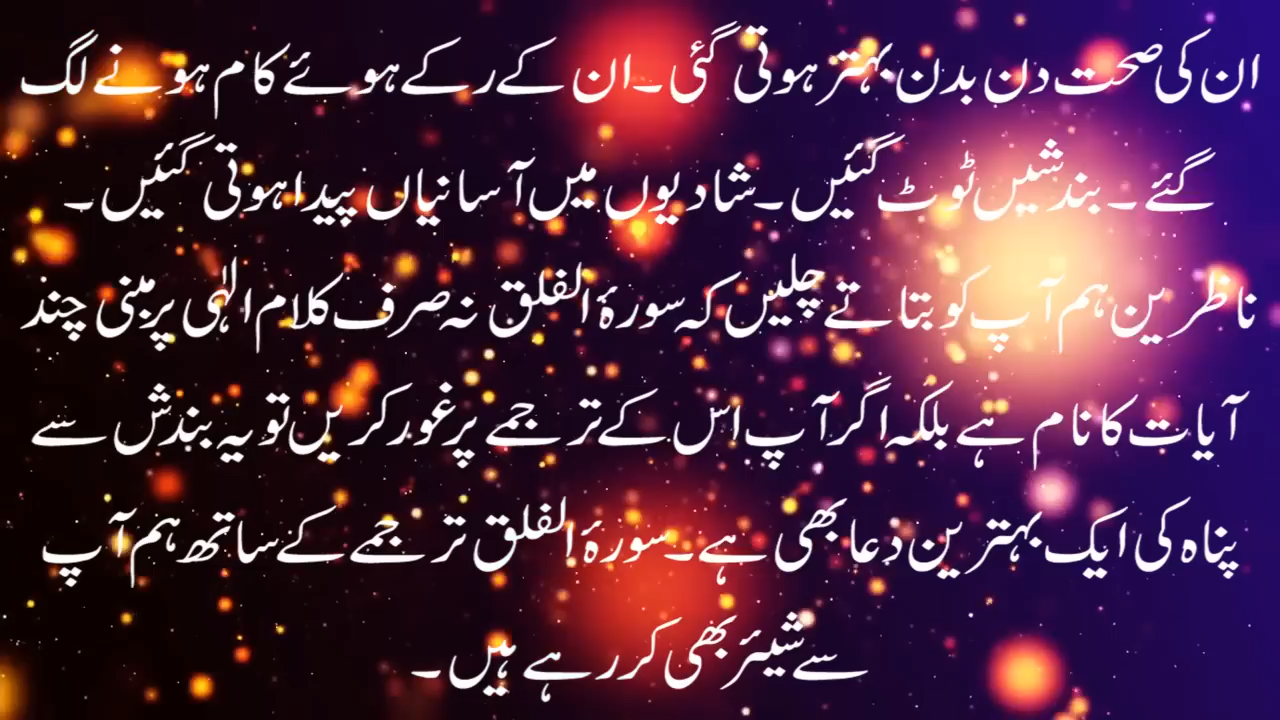 ان کی صحت دن بدن بہتر ہوتی گئی۔ان کے رکے ہوئے کام ہونے لگ
گئے۔ بندشیں ٹوٹ گئیں۔شادیوں میں آسانیاں پیدا ہوتی گئیں۔
ناظرین ہم آپ کو بتاتے چلیں کہ سورۂ الفلق نہ صرف کلام الٰہی پر مبنی چند
آیات کا نام ہے بلکہ اگر آپ اس کے ترجمے پر غور کریں تو یہ بندش سے
پناہ کی ایک بہترین دعا بھی ہے۔سورۂ الفلق ترجمے کے ساتھ ہم آپ
سے شیئر بھی کر رہے ہیں۔